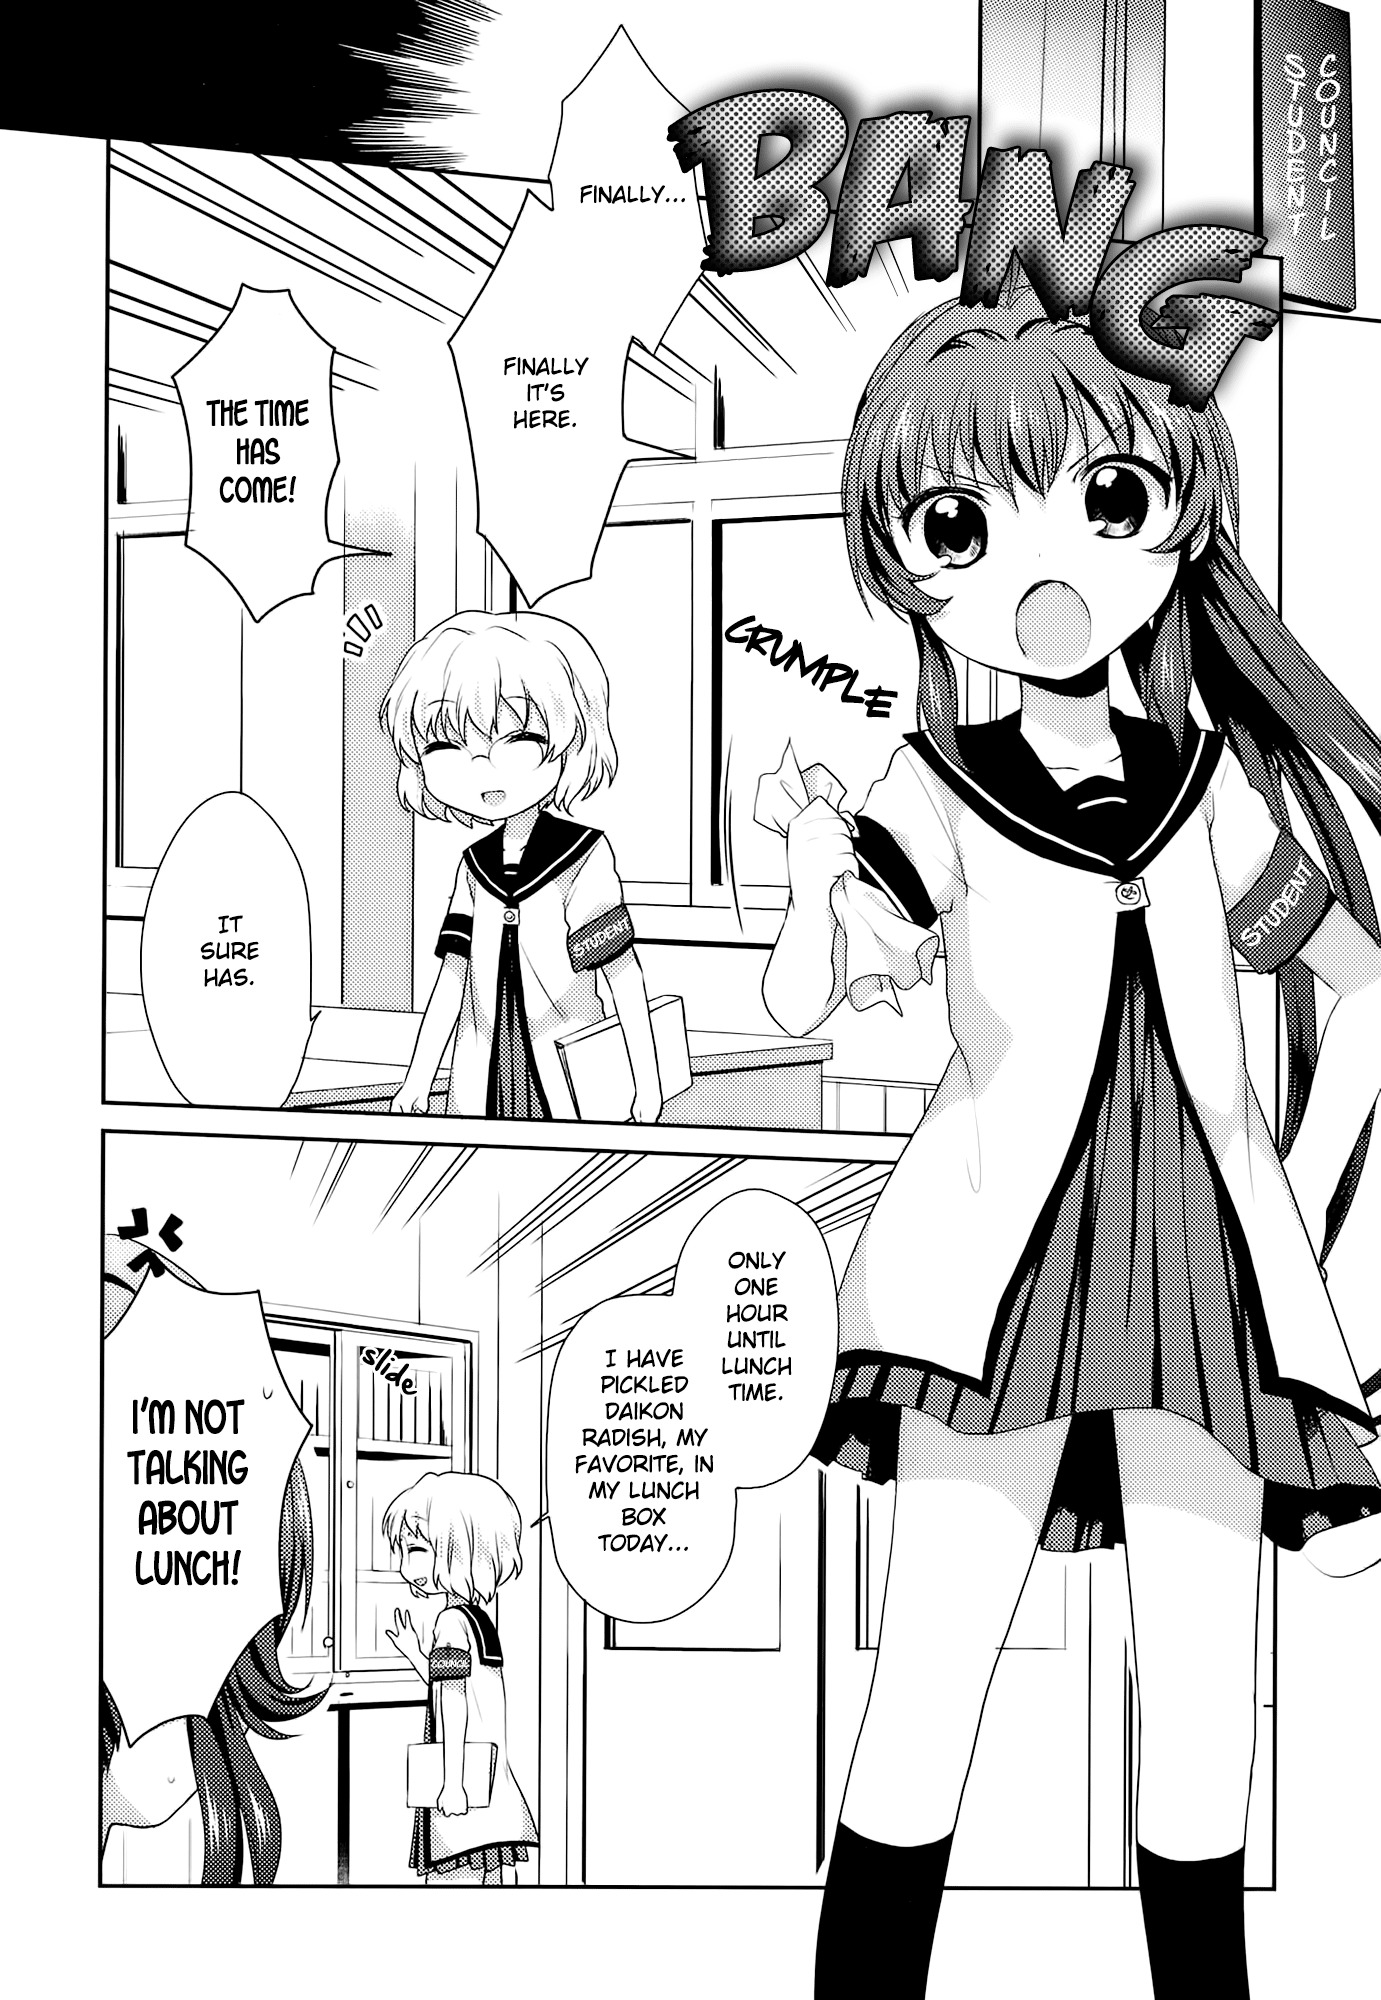 COUNCIL
STUDENT
BANG
FINALLY...
FINALLY
IT'S
HERE.
THE TIME
HAS
COME!
CRUMPLE
STUDENT
STUDENT
IT
SURE
HAS.
ONLY
ONE
HOUR
UNTIL
LUNCH
TIME.
I HAVE
PICKLED
DAIKON
RADISH, MY
FAVORITE, IN
MY LUNCH
BOX
TODAY...
slide
COUNCIL
I'M NOT
TALKING
ABOUT
LUNCH!